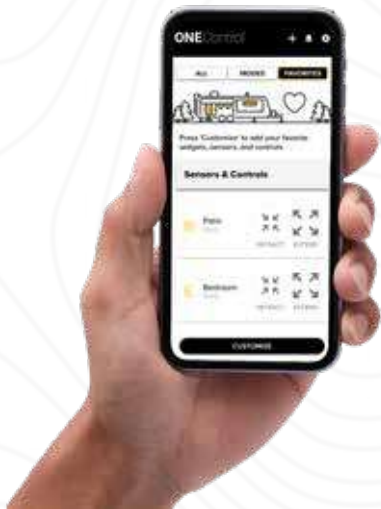 ONEControl
ALL MODES FAVORITES
Press 'Customize' to add your favorite
widgets, sensors, and controls
Sensors & Controls
Patio
RETRACT EXTEND
Bedroom
RETRACT EXTEND
CUSTOMIZE